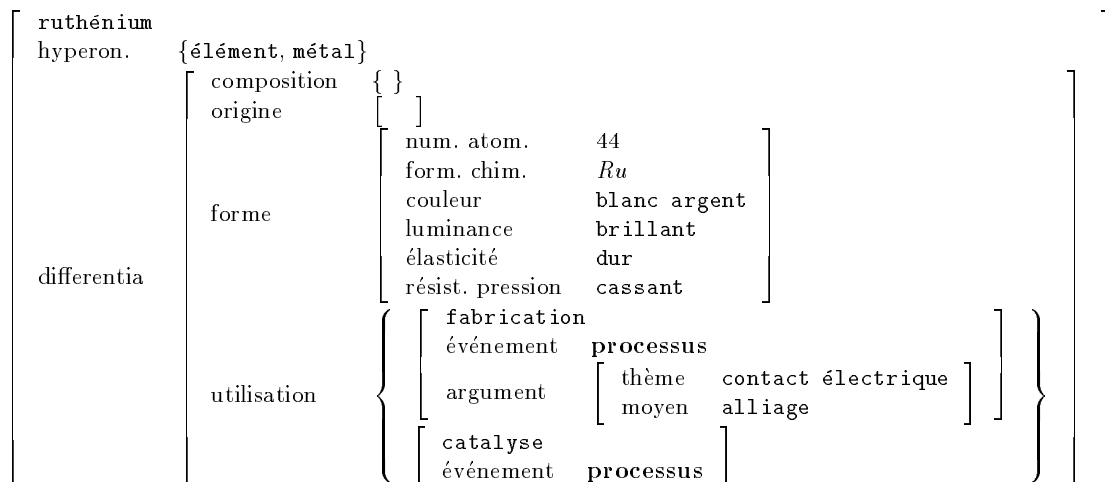 ruthénium
hyperon. {élément, métal}
differentia
composition { }
origine [ ]
forme
num. atom. 44
form. chim. Ru
couleur blanc argent
luminance brillant
élasticité dur
résist. pression cassant
utilisation
fabrication
événement processus
argument
thème contact électrique
moyen alliage
catalyse
événement processus